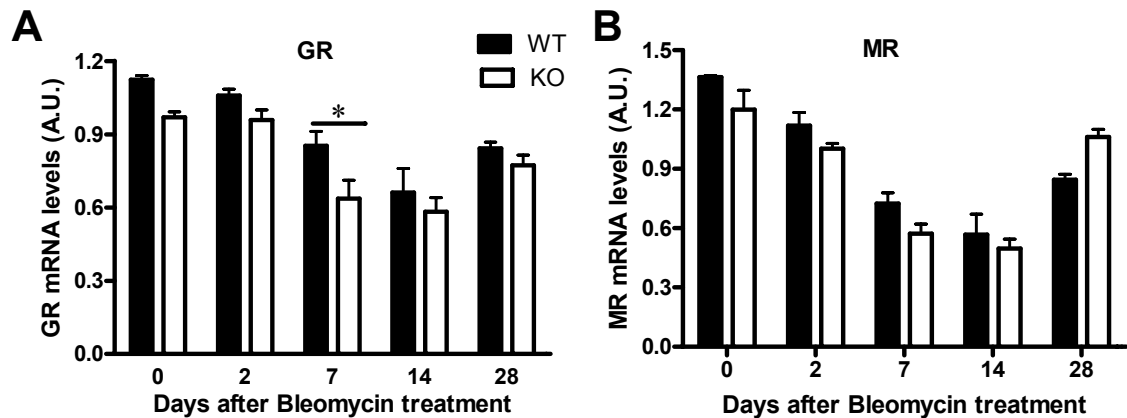 A
GR
WT
KO
GR mRNA levels (A.U.)
1.2
0.9
0.6
0.3
0.0
*
0 2 7 14 28
Days after Bleomycin treatment
B
MR
MR mRNA levels (A.U.)
1.5
1.2
0.9
0.6
0.3
0.0
0 2 7 14 28
Days after Bleomycin treatment